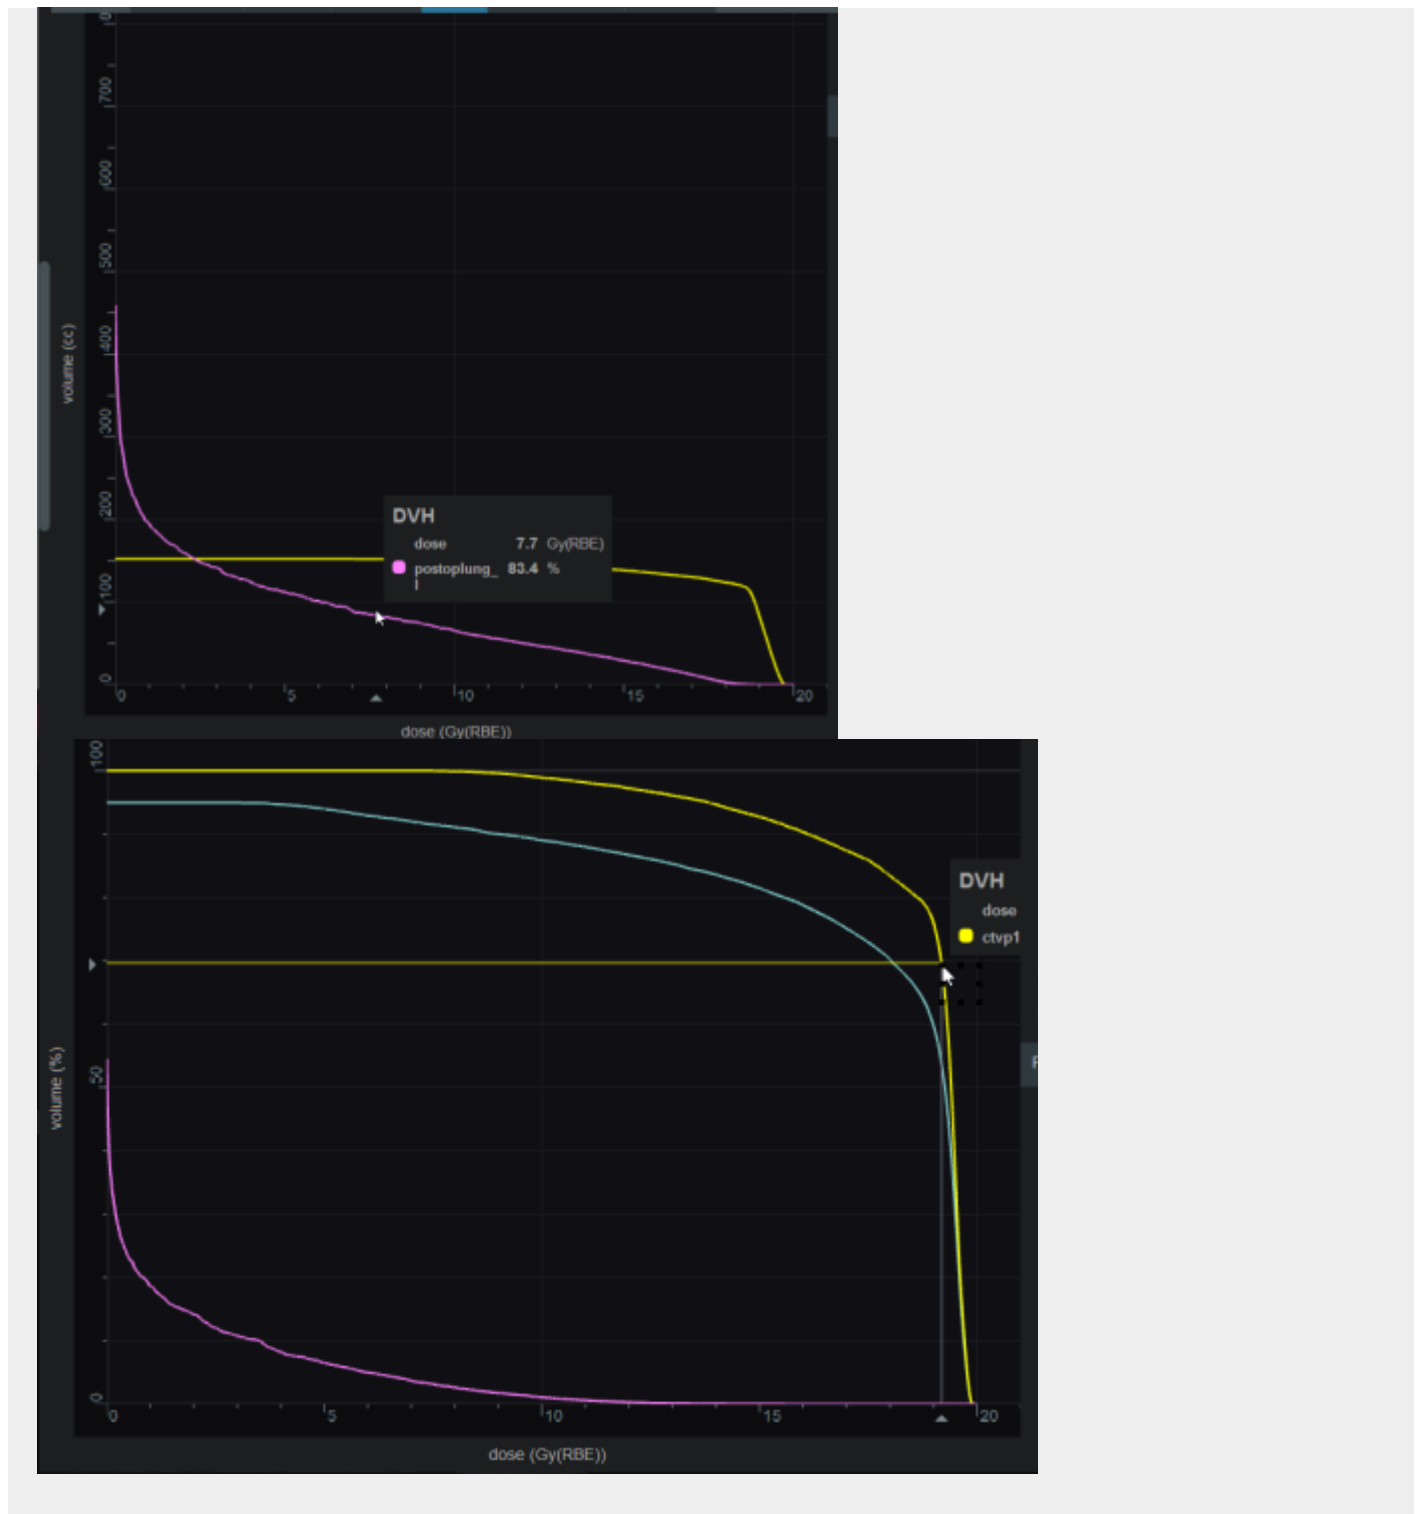 700
600
500
volume (cc)
400
300
200
DVH
dose 7.7 Gy(RBE)
postoplung_ 83.4 %
l
100
0
0 5 10 15 20
dose (Gy(RBE))
100
DVH
dose
ctvp1
volume (%)
50
0
0 5 10 15 20
dose (Gy(RBE))